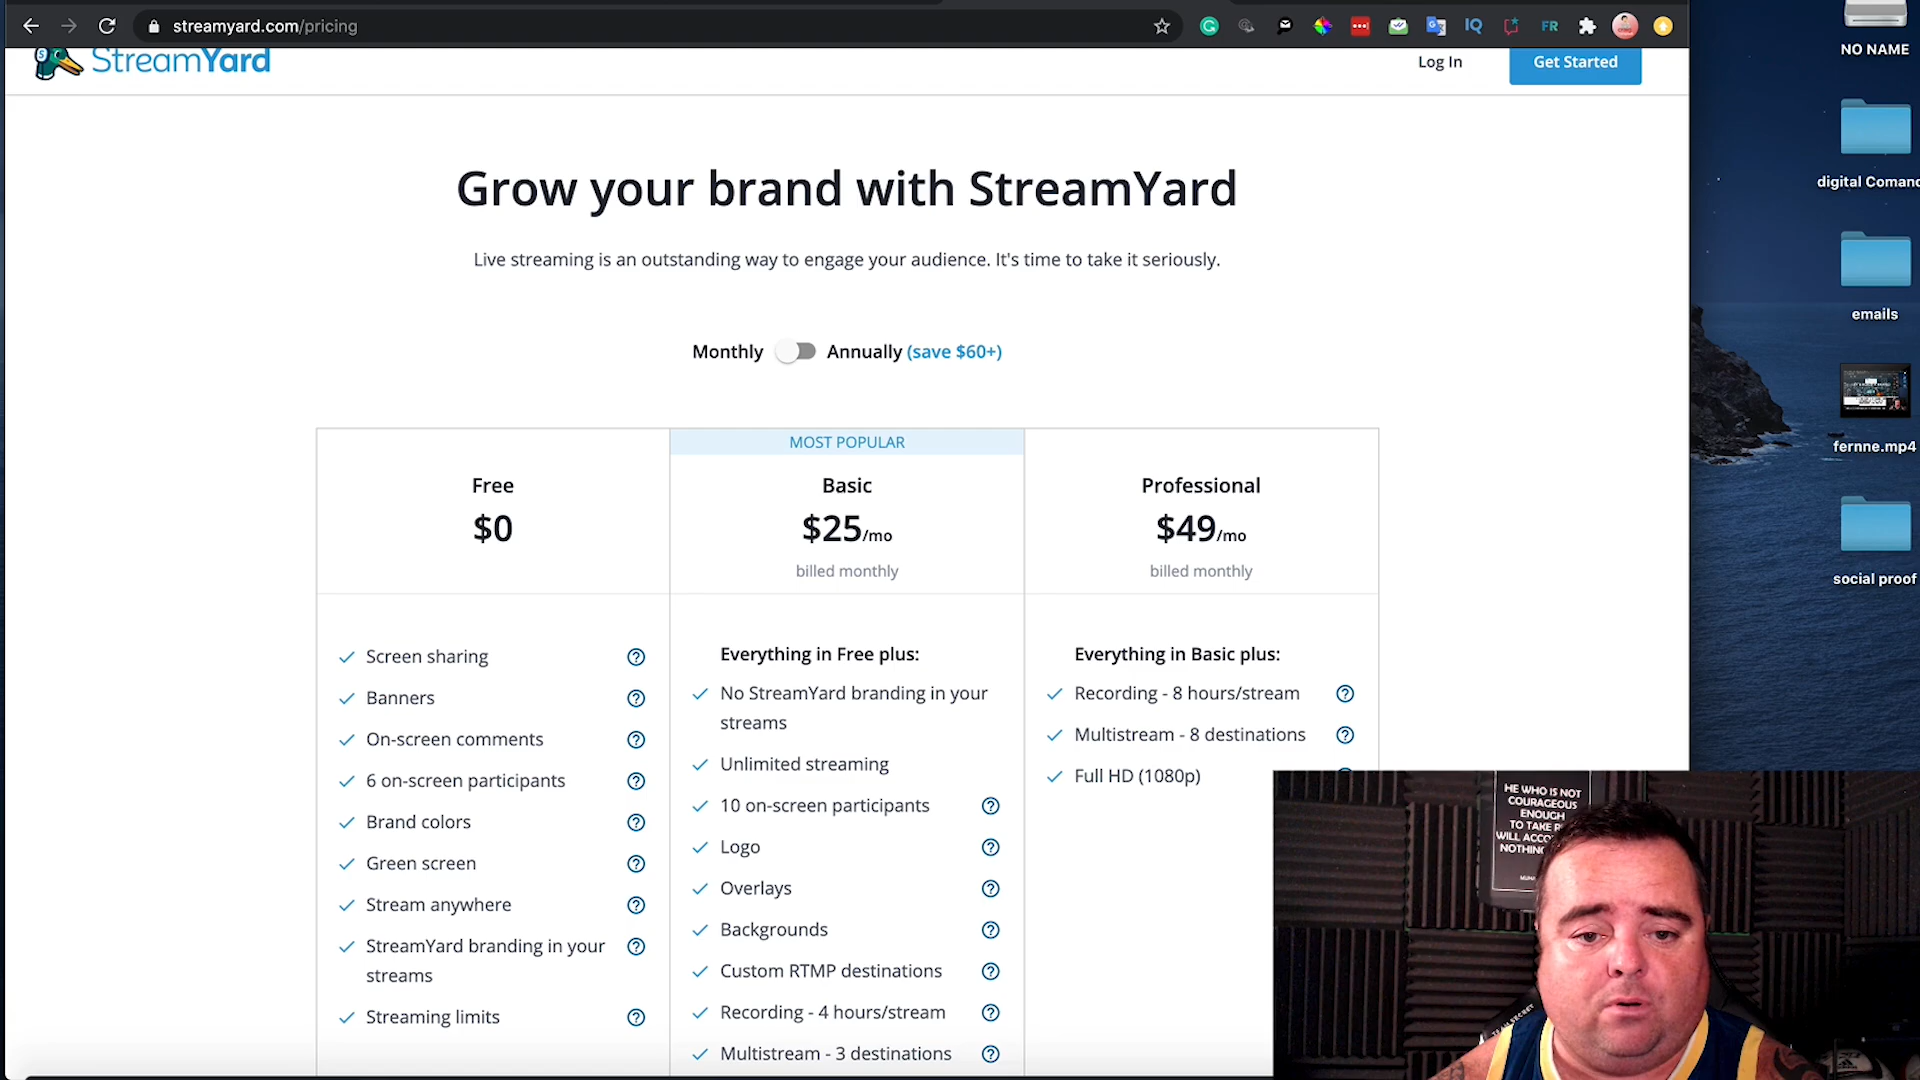 streamyard.com/pricing
IQ
FR
StreamYard
Log In
Get Started
Grow your brand with StreamYard
Live streaming is an outstanding way to engage your audience. It's time to take it seriously.
Monthly
Annually (save $60+)
Free
$0
Screen sharing
Banners
On-screen comments
6 on-screen participants
Brand colors
Green screen
Stream anywhere
StreamYard branding in your
streams
Streaming limits
MOST POPULAR
Basic
$25/mo
billed monthly
Everything in Free plus:
No StreamYard branding in your
streams
Unlimited streaming
10 on-screen participants
Logo
Overlays
Backgrounds
Custom RTMP destinations
Recording - 4 hours/stream
Multistream - 3 destinations
Professional
$49/mo
billed monthly
Everything in Basic plus:
Recording - 8 hours/stream
Multistream - 8 destinations
Full HD (1080p)
NO NAME
digital Comand
emails
fernne.mp4
social proof
HE WHO IS NOT
COURAGEOUS
ENOUGH
TO TAKE
WILL